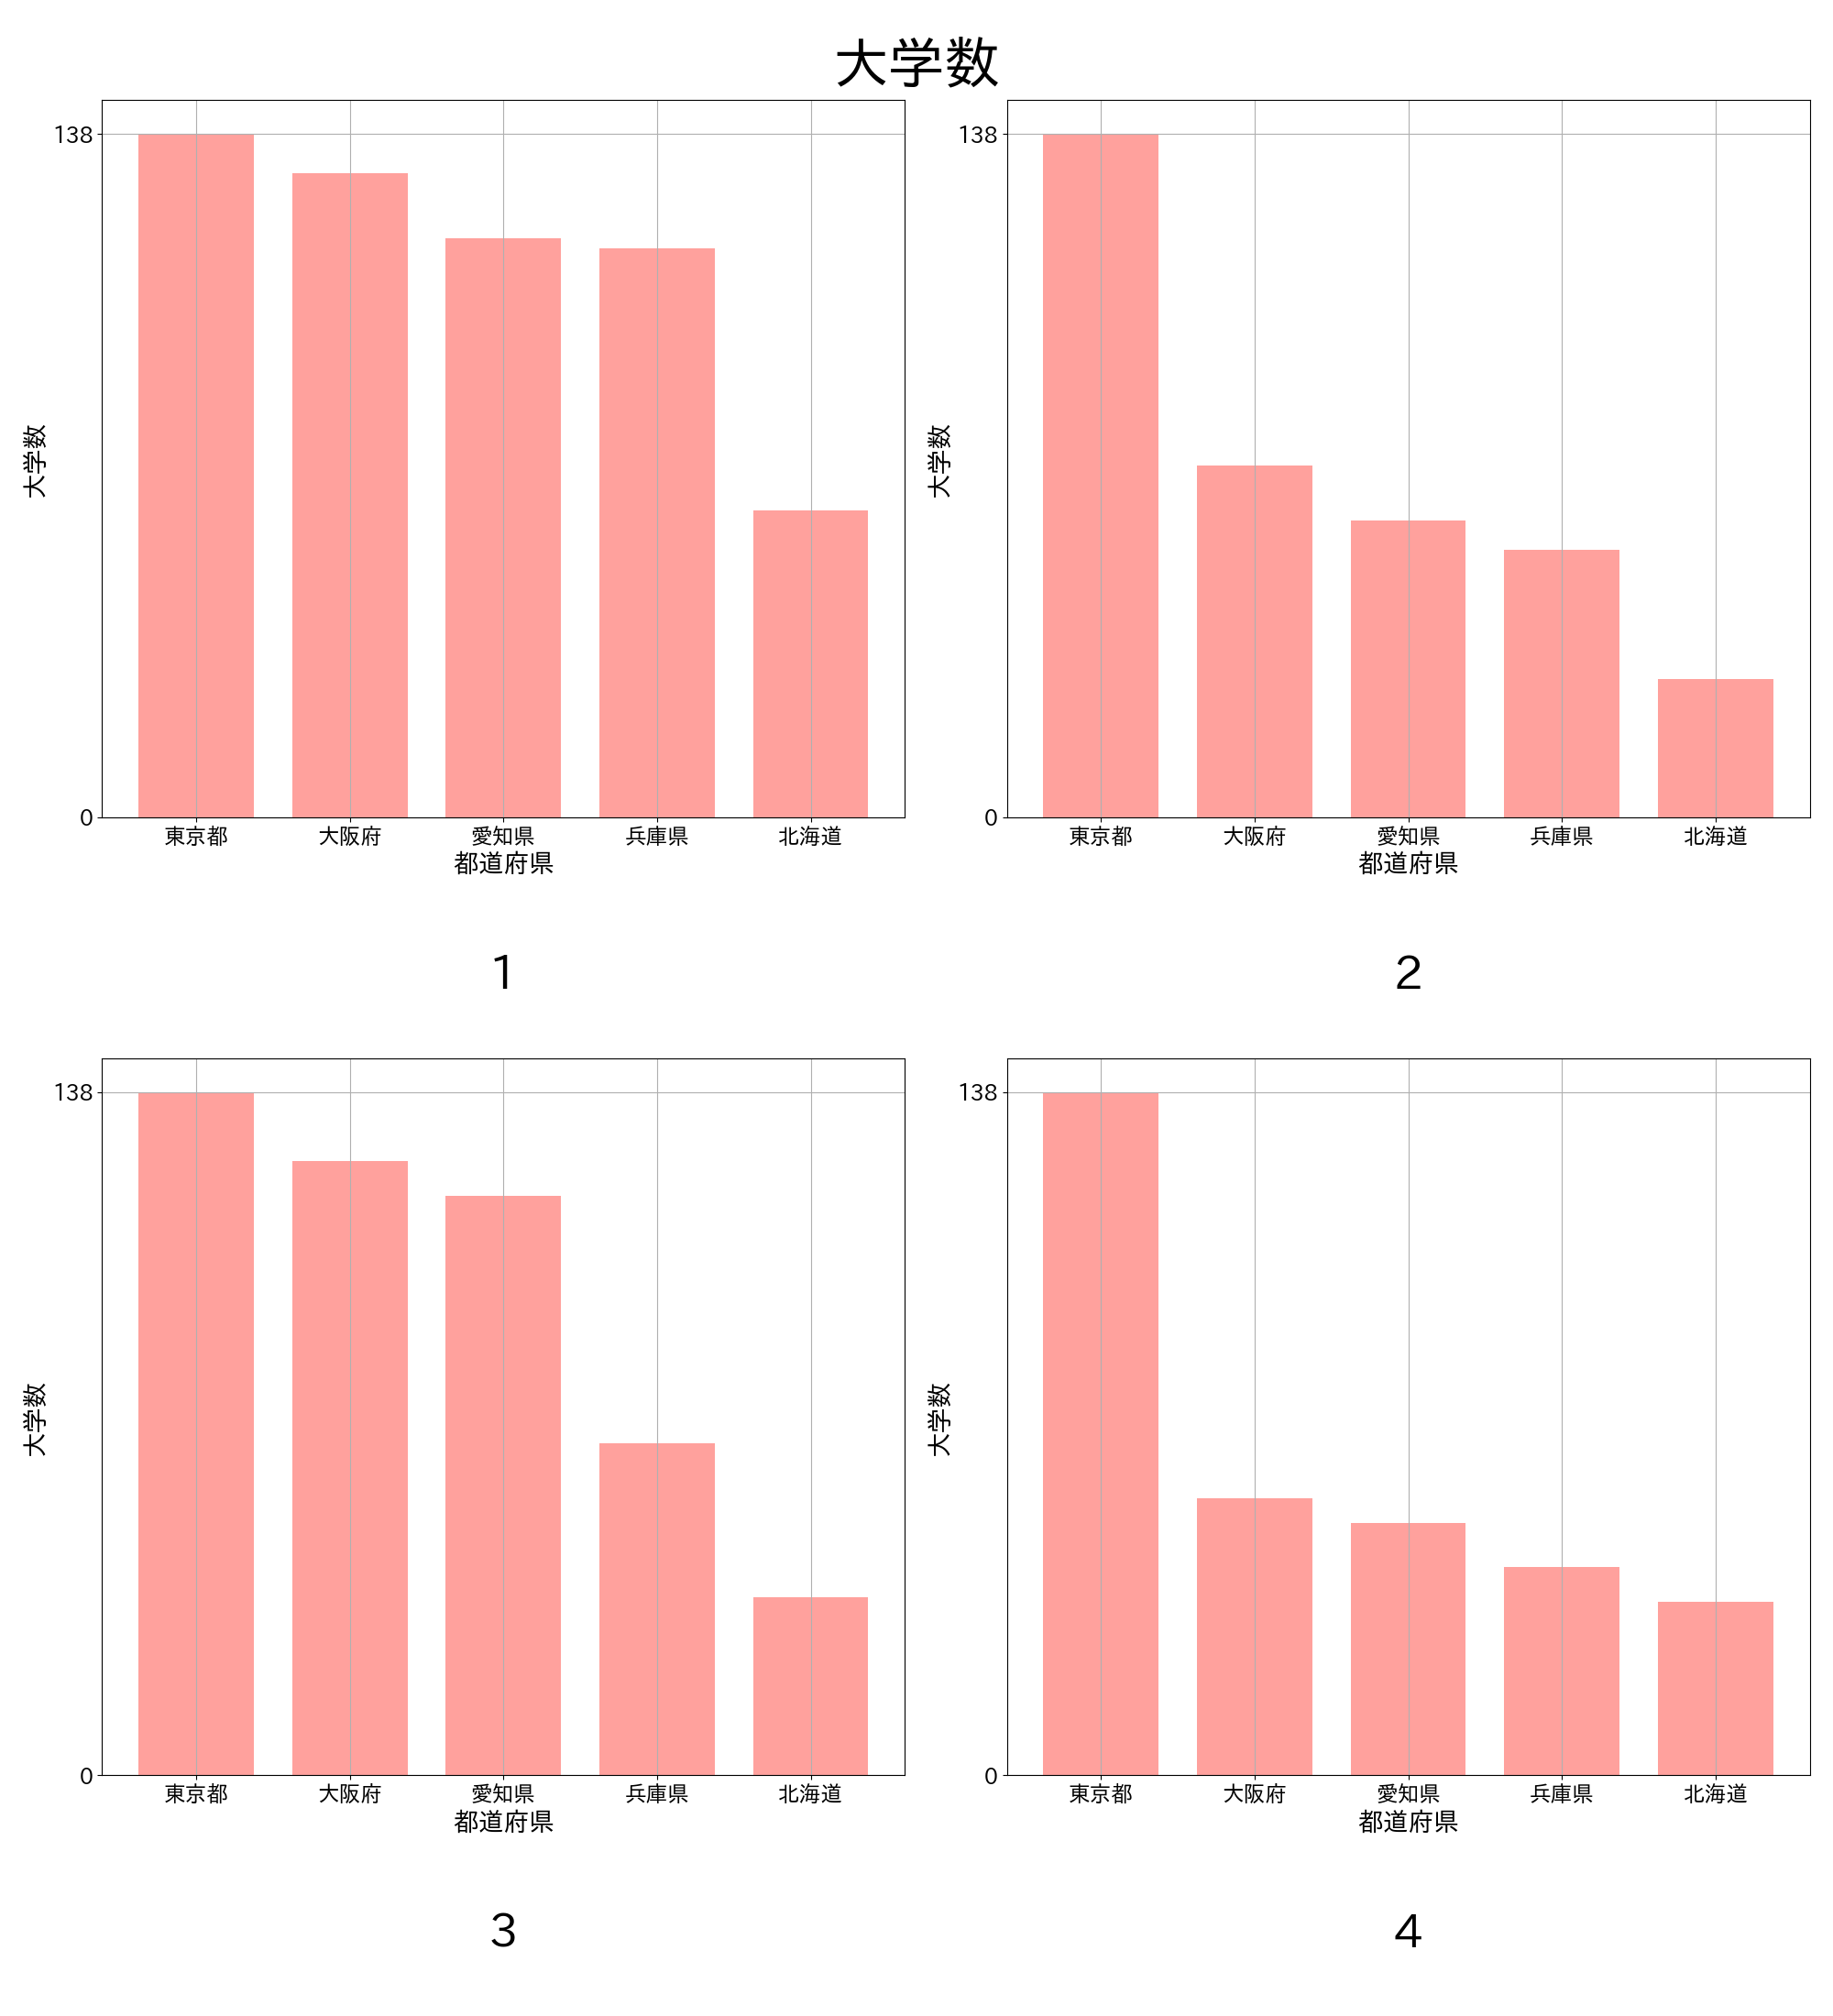 大学数
138
0
大学数
東京都 大阪府 愛知県 兵庫県 北海道
都道府県
1
138
0
大学数
東京都 大阪府 愛知県 兵庫県 北海道
都道府県
2
138
0
大学数
東京都 大阪府 愛知県 兵庫県 北海道
都道府県
3
138
0
大学数
東京都 大阪府 愛知県 兵庫県 北海道
都道府県
4